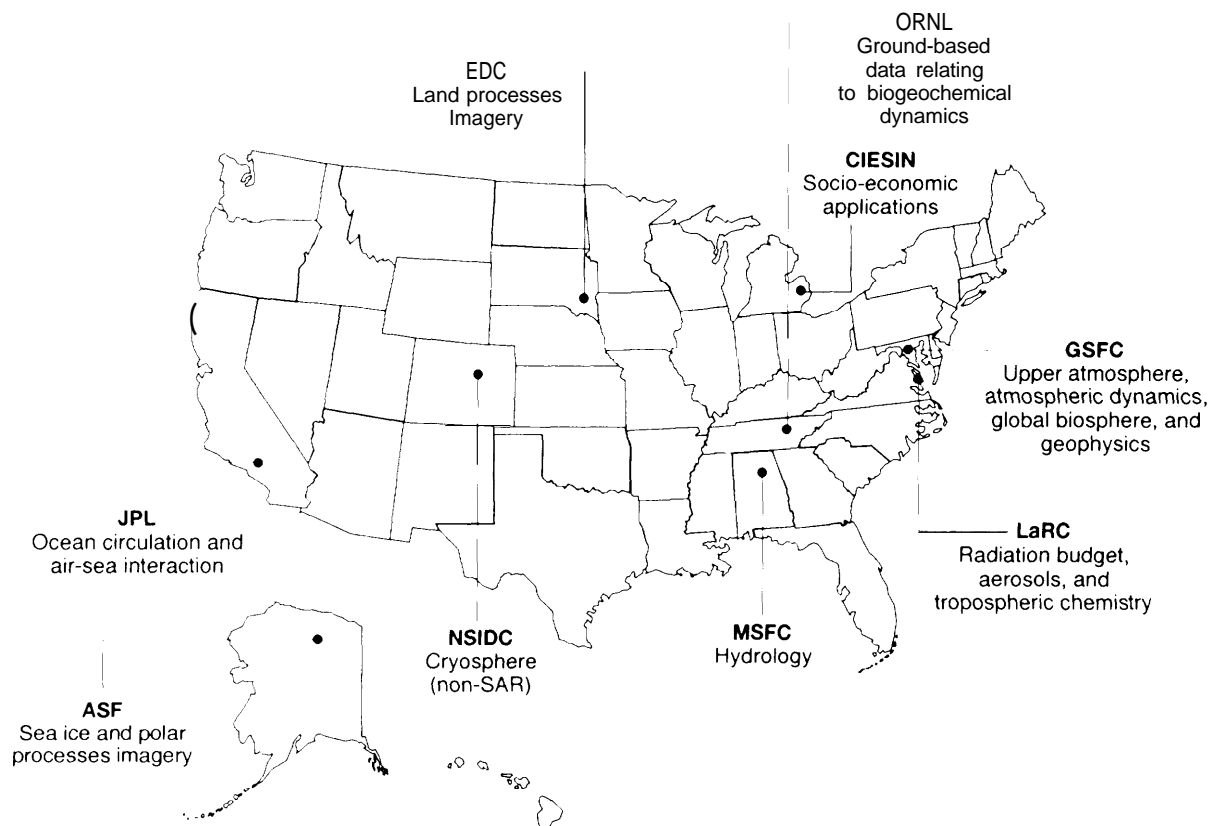 ORNL
Ground-based
data relating
to biogeochemical
dynamics
EDC
Land processes
Imagery
CIESIN
Socio-economic
applications
GSFC
Upper atmosphere,
atmospheric dynamics,
global biosphere, and
geophysics
JPL
Ocean circulation and
air-sea interaction
LaRC
Radiation budget,
aerosols, and
tropospheric chemistry
NSIDC
Cryosphere
(non-SAR)
MSFC
Hydrology
ASF
Sea ice and polar
processes imagery